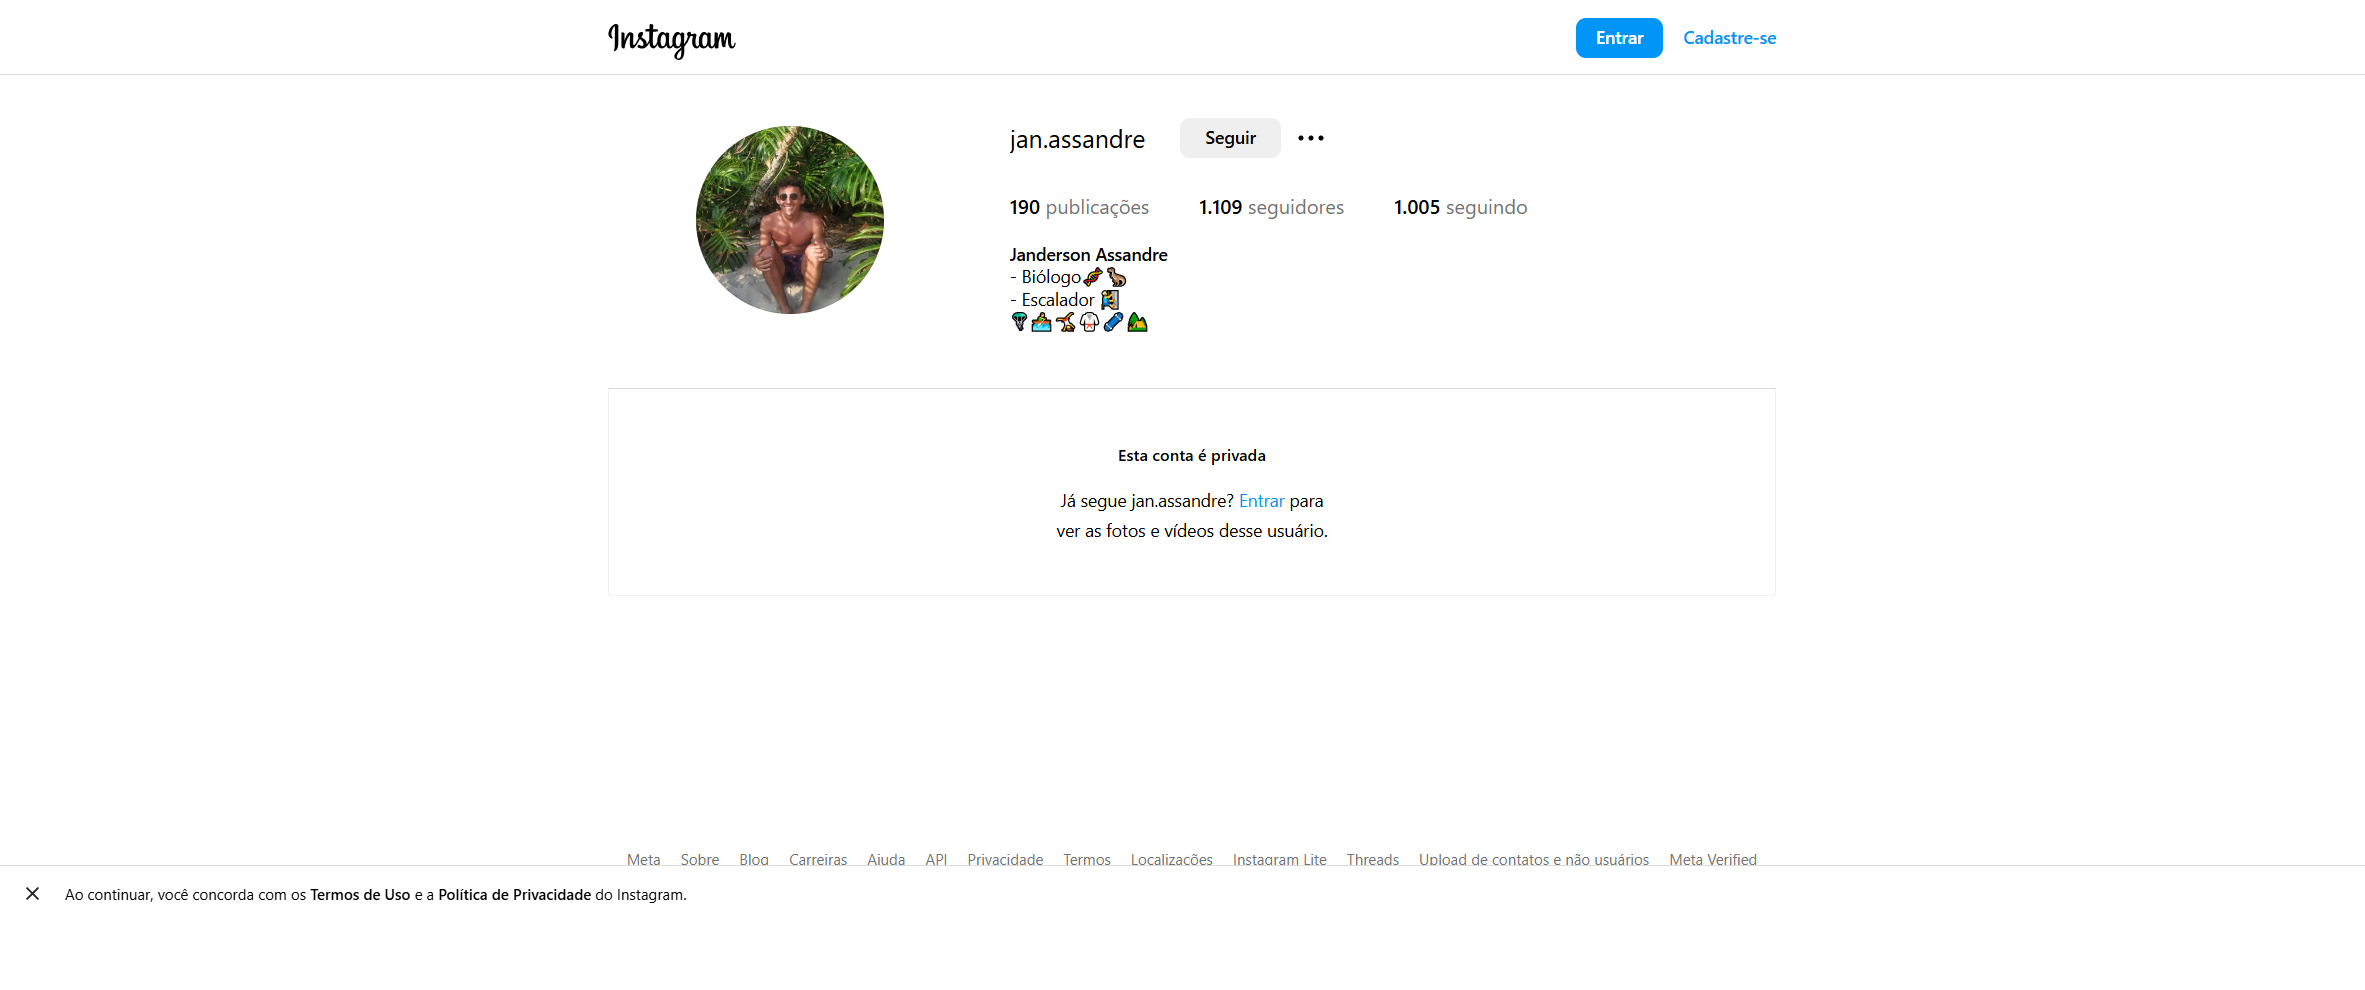 Instagram
Entrar
Cadastre-se
jan.assandre
Seguir
190 publicações
1.109 seguidores
1.005 seguindo
Janderson Assandre
- Biólogo🧬🦦
- Escalador 🧗
🪂🏄🤸🥋🛹🏕
Esta conta é privada
Já segue jan.assandre? Entrar para
ver as fotos e vídeos desse usuário.
Meta Sobre Blog Carreiras Ajuda API Privacidade Termos Localizações Instagram Lite Threads Upload de contatos e não usuários Meta Verified
Ao continuar, você concorda com os Termos de Uso e a Política de Privacidade do Instagram.